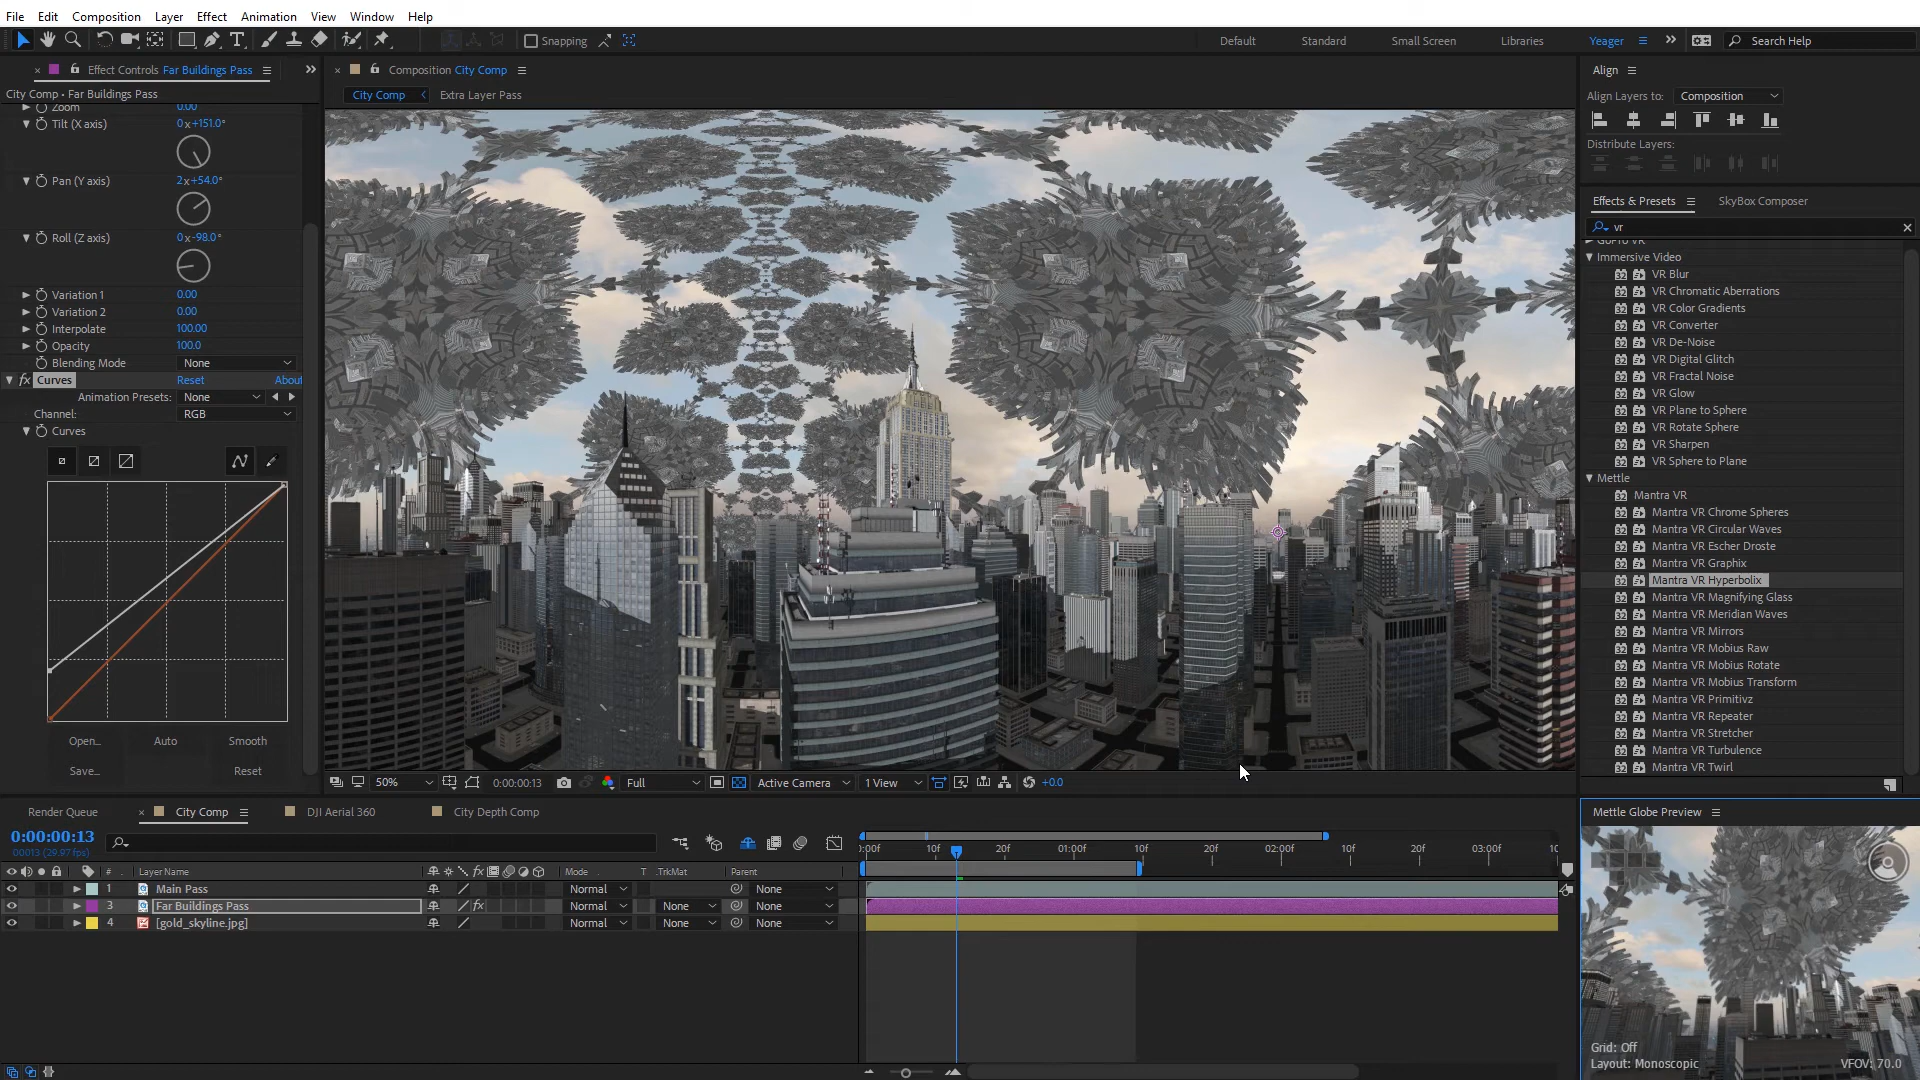 File Edit Composition Layer Effect Animation View Window Help
Snapping
Default Standard Small Screen Libraries Yeager Search Help
Effect Controls Far Buildings Pass
City Comp • Far Buildings Pass
Zoom 0.00
Tilt (X axis) 0x+151.0°
Pan (Y axis) 2x+54.0°
Roll (Z axis) 0x-98.0°
Variation 1 0.00
Variation 2 0.00
Interpolate 100.00
Opacity 100.0
Blending Mode None
fx Curves Reset About
Animation Presets: None
Channel: RGB
Curves
Open... Auto Smooth
Save... Reset
Composition City Comp
City Comp Extra Layer Pass
50% 0:00:00:13 Full Active Camera 1 View +0.0
Align
Align Layers to: Composition
Distribute Layers:
Effects & Presets SkyBox Composer
vr
GoPro VR
Immersive Video
VR Blur
VR Chromatic Aberrations
VR Color Gradients
VR Converter
VR De-Noise
VR Digital Glitch
VR Fractal Noise
VR Glow
VR Plane to Sphere
VR Rotate Sphere
VR Sharpen
VR Sphere to Plane
Mettle
Mantra VR
Mantra VR Chrome Spheres
Mantra VR Circular Waves
Mantra VR Escher Droste
Mantra VR Graphix
Mantra VR Hyperbolix
Mantra VR Magnifying Glass
Mantra VR Meridian Waves
Mantra VR Mirrors
Mantra VR Mobius Raw
Mantra VR Mobius Rotate
Mantra VR Mobius Transform
Mantra VR Primitivz
Mantra VR Repeater
Mantra VR Stretcher
Mantra VR Turbulence
Mantra VR Twirl
Mettle Globe Preview
Grid: Off
Layout: Monoscopic VFOV: 70.0
Render Queue City Comp DJI Aerial 360 City Depth Comp
0:00:00:13
00013 (29.97 fps)
):00f 10f 20f 01:00f 10f 20f 02:00f 10f 20f 03:00f 10
# Layer Name fx Mode T TrkMat Parent
1 Main Pass Normal None
3 Far Buildings Pass fx Normal None None
4 [gold_skyline.jpg] Normal None None